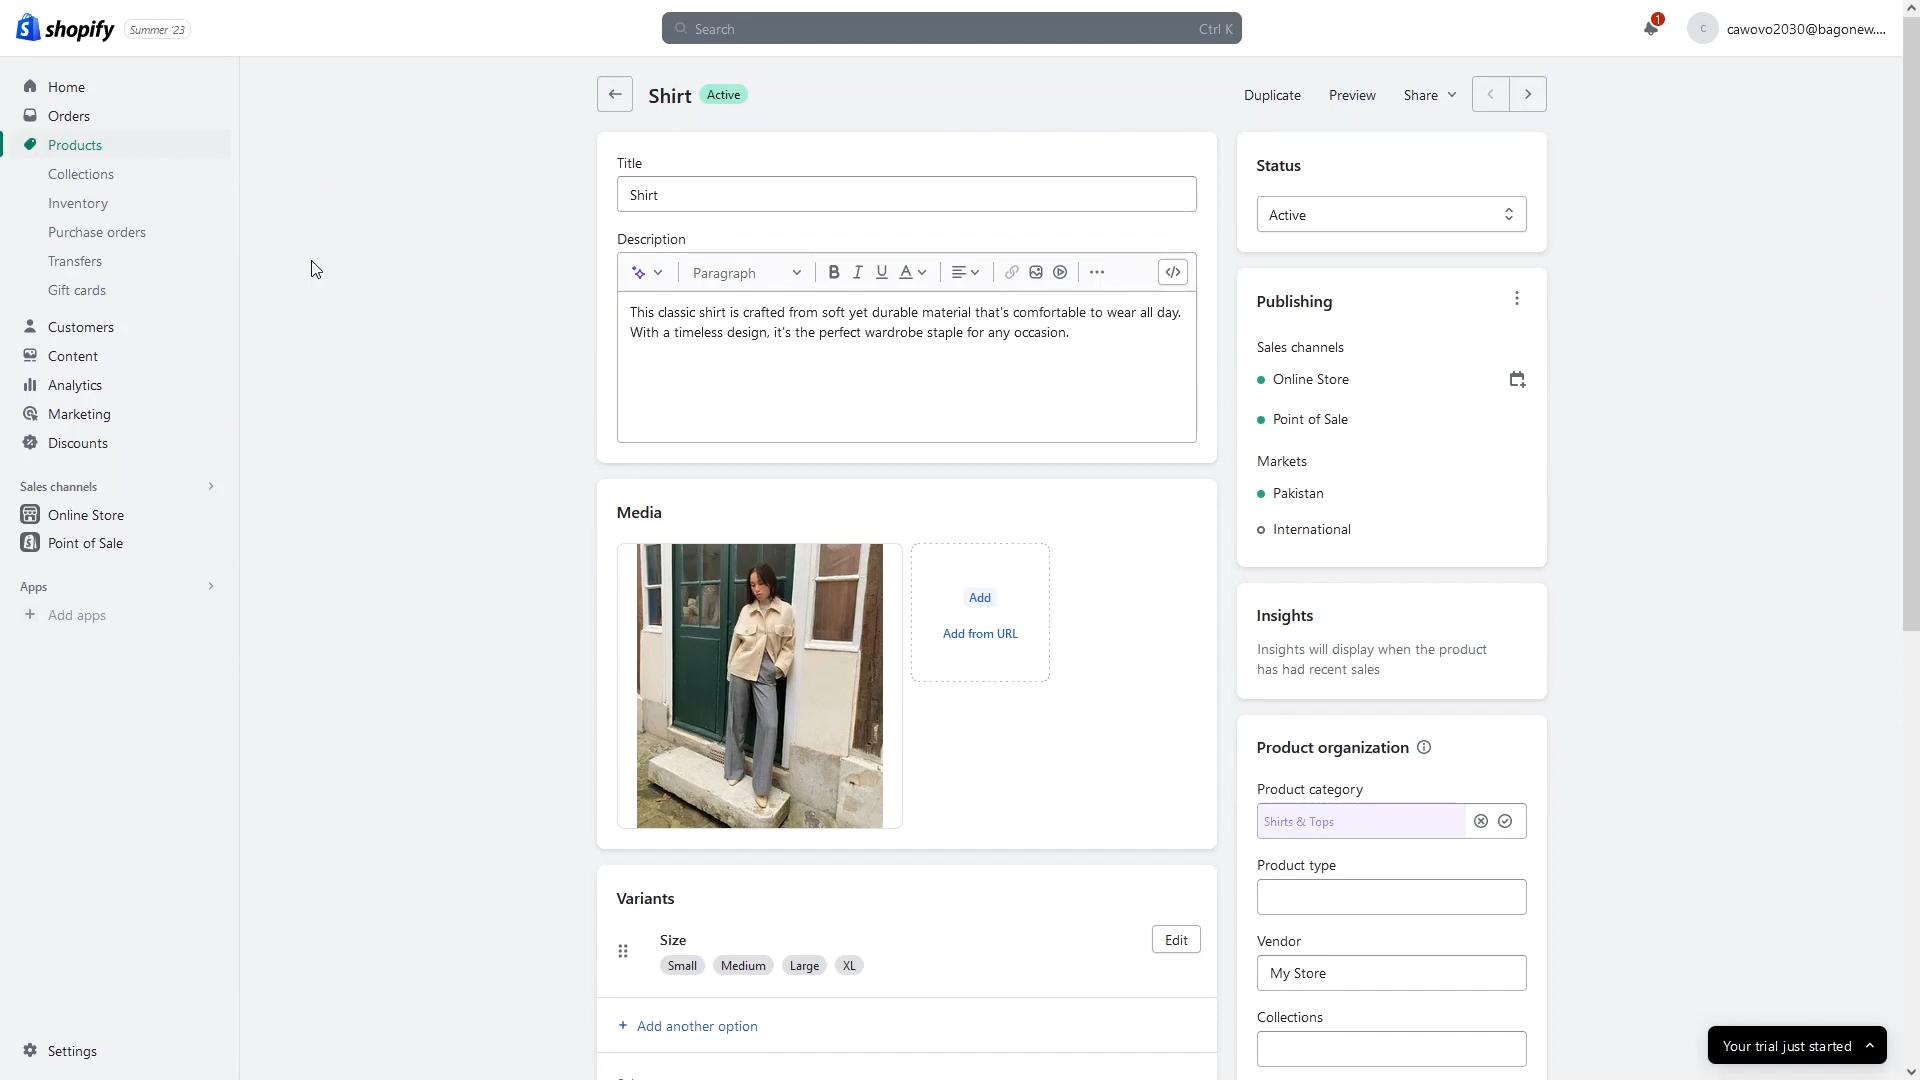 shopify
Summer '23
Search
Ctrl K
1
c
cawovo2030@bagonew....
Home
Orders
Products
Collections
Inventory
Purchase orders
Transfers
Gift cards
Customers
Content
Analytics
Marketing
Discounts
Sales channels
Online Store
Point of Sale
Apps
Add apps
Settings
Shirt
Active
Duplicate
Preview
Share
Title
Shirt
Description
Paragraph
B
I
U
A
This classic shirt is crafted from soft yet durable material that's comfortable to wear all day.
With a timeless design, it's the perfect wardrobe staple for any occasion.
Media
Add
Add from URL
Variants
Size
Edit
Small
Medium
Large
XL
+ Add another option
Status
Active
Publishing
Sales channels
Online Store
Point of Sale
Markets
Pakistan
International
Insights
Insights will display when the product
has had recent sales
Product organization
Product category
Shirts & Tops
Product type
Vendor
My Store
Collections
Your trial just started